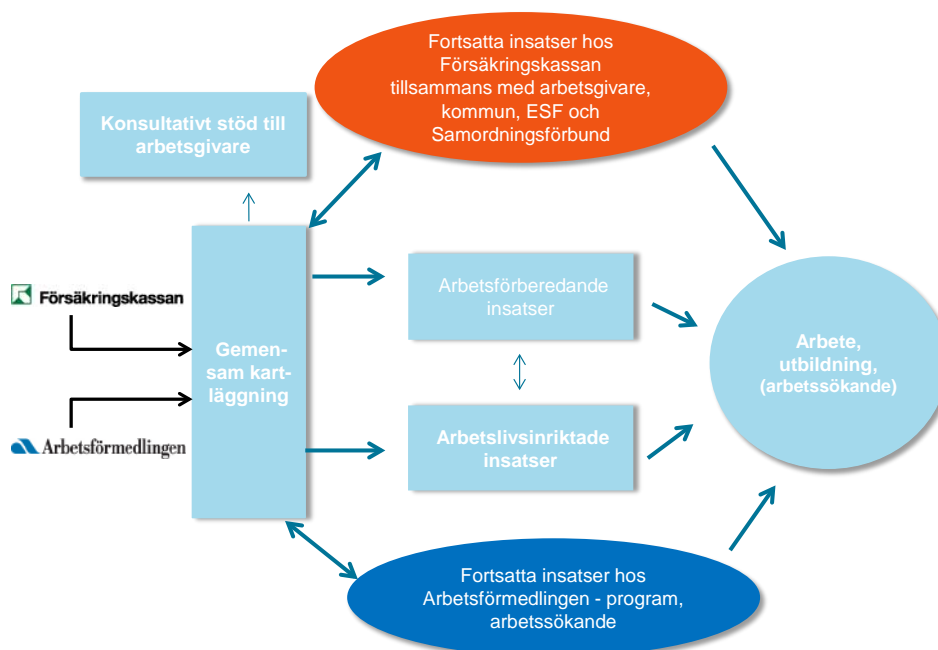 Fortsatta insatser hos
Försäkringskassan
tillsammans med arbetsgivare,
kommun, ESF och
Samordningsförbund
Konsultativt stöd till
arbetsgivare
Försäkringskassan
Arbetsförmedlingen
Gemen-
sam kart-
läggning
Arbetsförberedande
insatser
Arbetslivsinriktade
insatser
Arbete,
utbildning,
(arbetssökande)
Fortsatta insatser hos
Arbetsförmedlingen - program,
arbetssökande